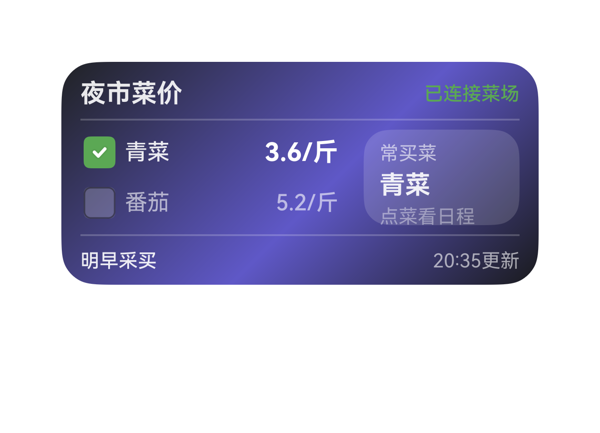 夜市菜价
已连接菜场
青菜
3.6/斤
番茄
5.2/斤
常买菜
青菜
点菜看日程
明早采买
20:35更新